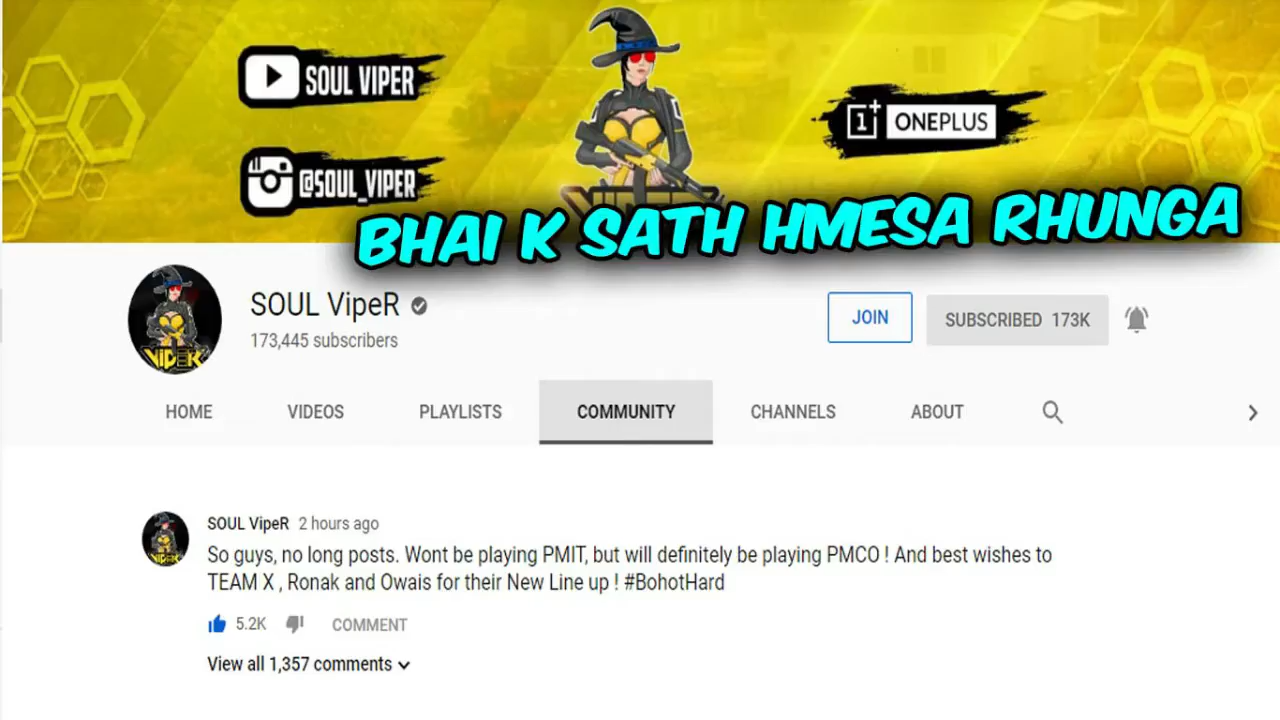 SOUL VIPER
@SOUL_VIPER
1+ ONEPLUS
BHAI K SATH HMESA RHUNGA
VIPER
SOUL VipeR
173,445 subscribers
JOIN
SUBSCRIBED 173K
HOME VIDEOS PLAYLISTS COMMUNITY CHANNELS ABOUT
SOUL VipeR 2 hours ago
So guys, no long posts. Wont be playing PMIT, but will definitely be playing PMCO ! And best wishes to
TEAM X , Ronak and Owais for their New Line up ! #BohotHard
5.2K COMMENT
View all 1,357 comments